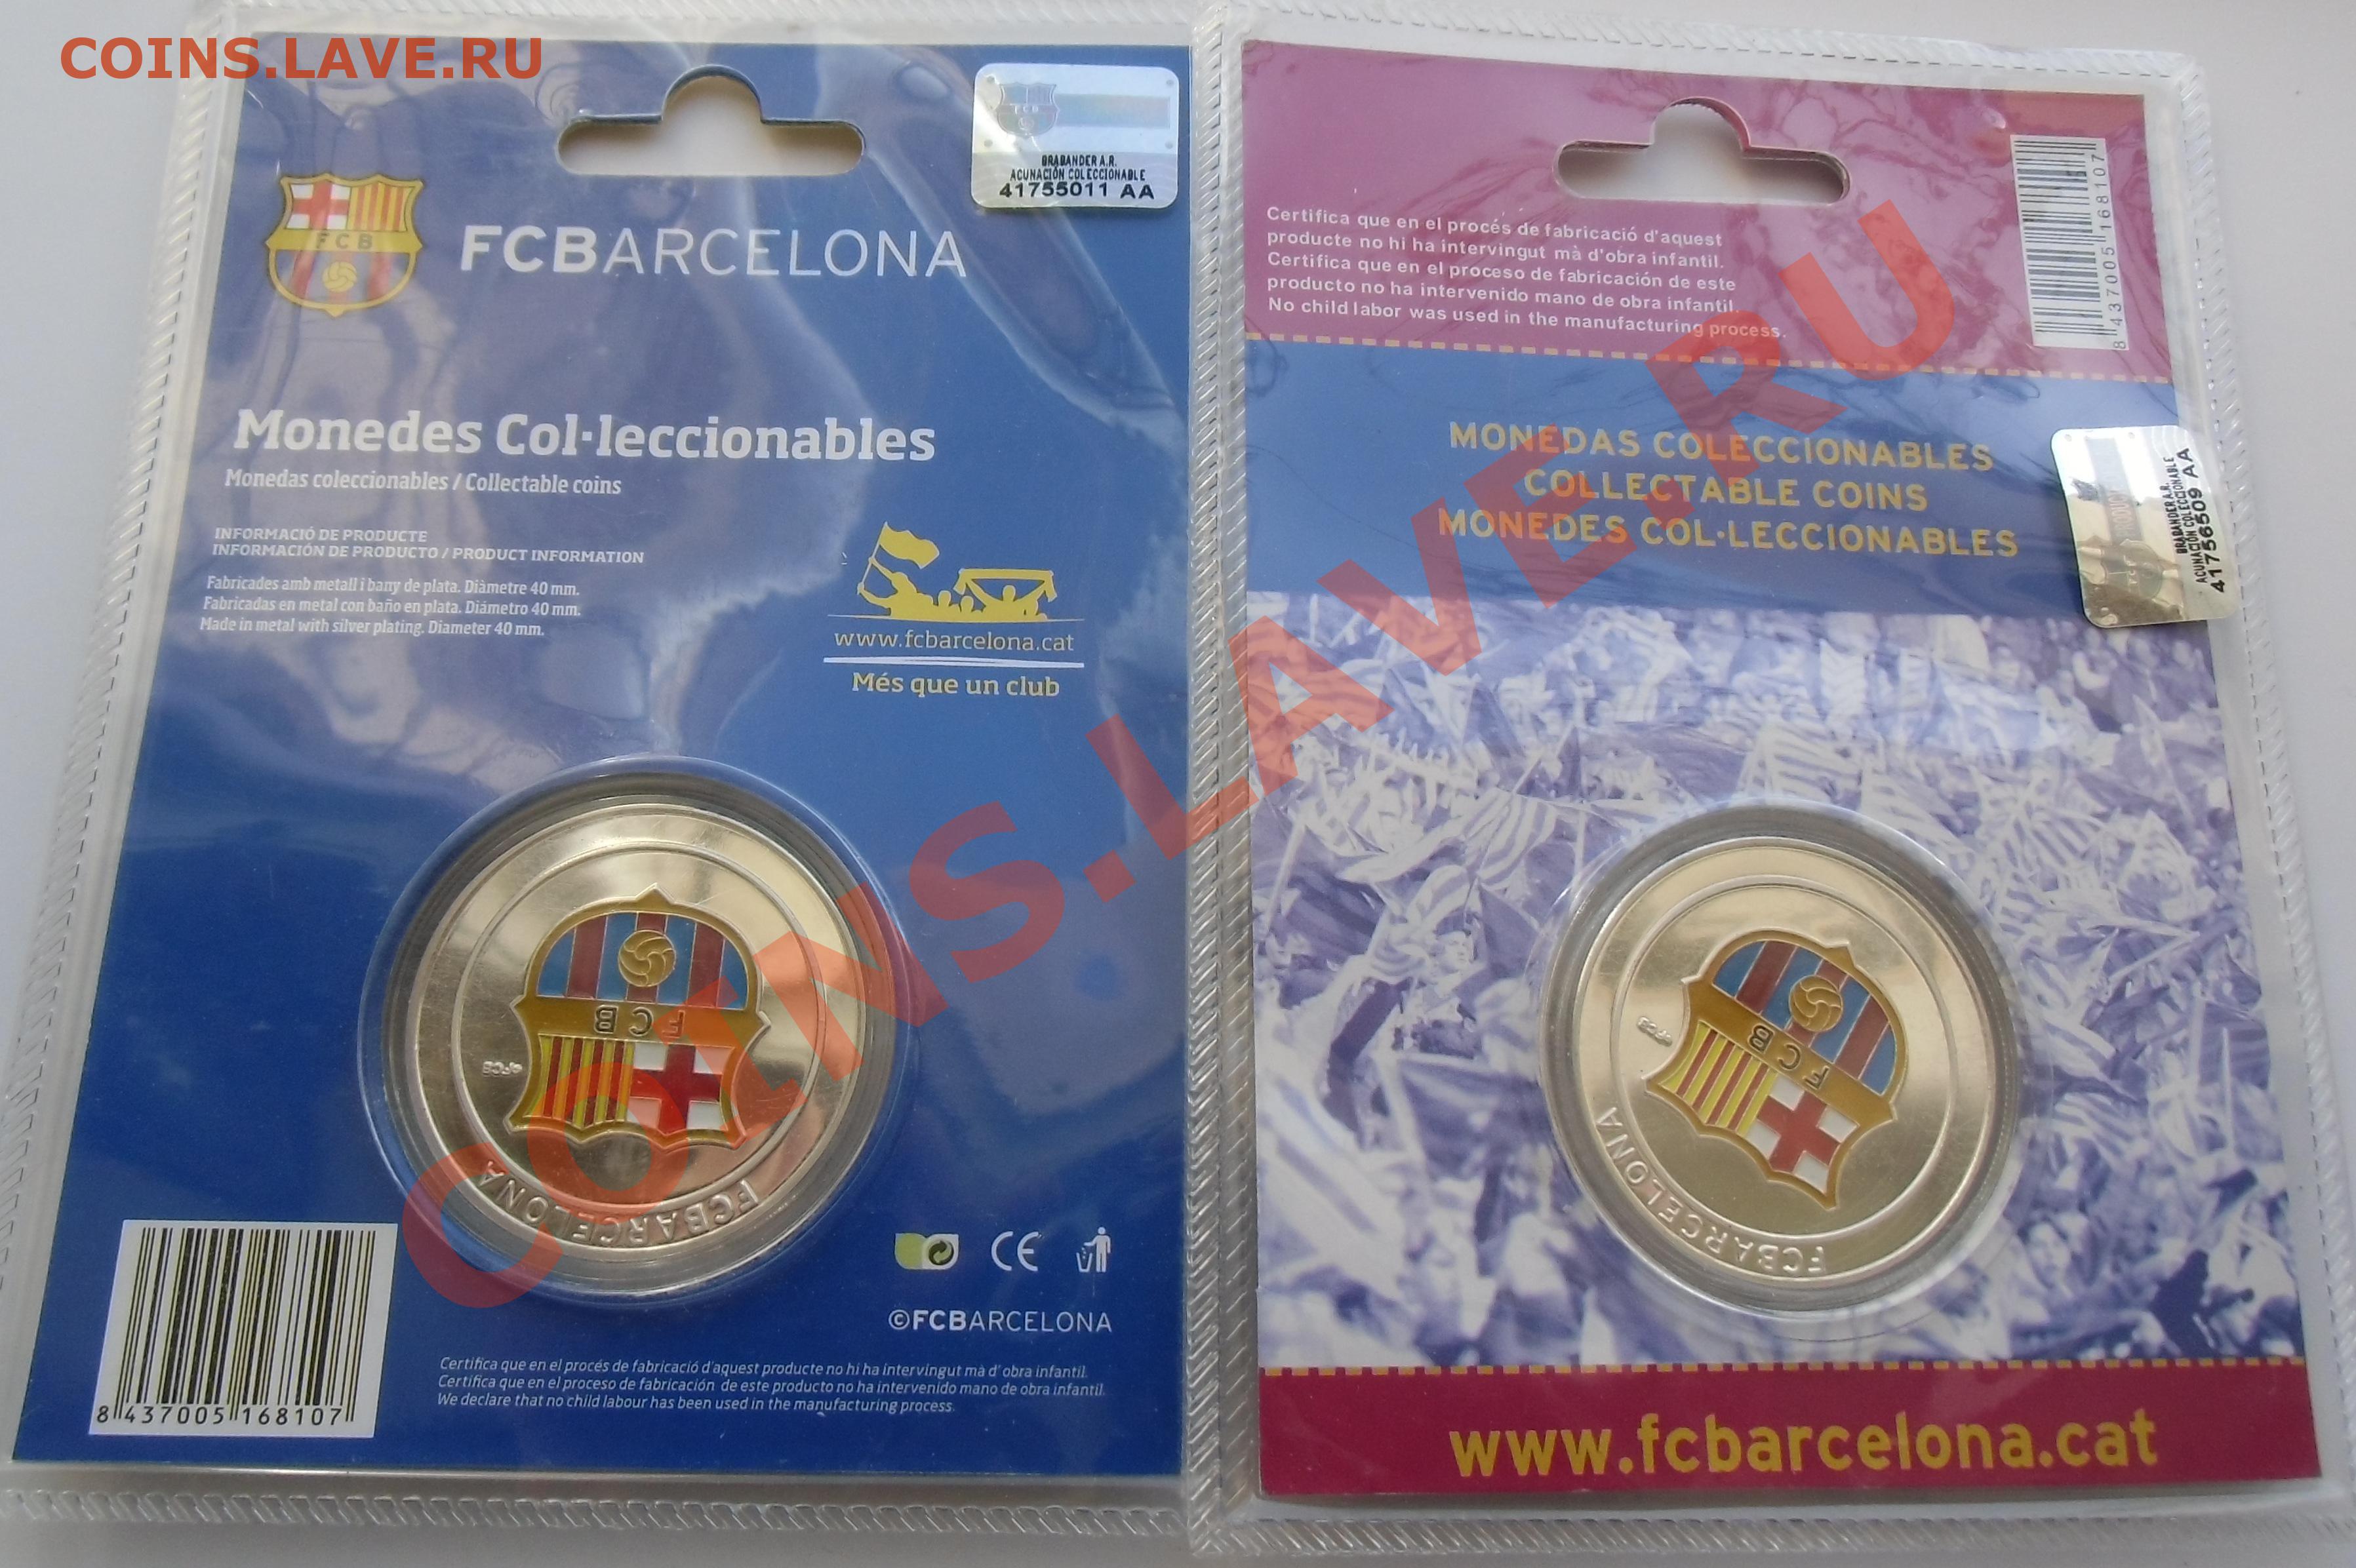 COINS.LAVE.RU
BRABANDER A.R.
ACUNACIÓN COLECCIONABLE
41755011 AA
FCB
FCBARCELONA
Monedes Col·leccionables
Monedas coleccionables / Collectable coins
INFORMACIÓ DE PRODUCTE
INFORMACIÓN DE PRODUCTO / PRODUCT INFORMATION
Fabricades amb metall i bany de plata. Diàmetre 40 mm.
Fabricadas en metal con baño en plata. Diámetro 40 mm.
Made in metal with silver plating. Diameter 40 mm.
www.fcbarcelona.cat
Més que un club
FCB
©FCB
FCBARCELONA
CE
©FCBARCELONA
8 437005 168107
Certifica que en el procés de fabricació d'aquest producte no hi ha intervingut mà d' obra infantil.
Certifica que en el proceso de fabricación de este producto no ha intervenido mano de obra infantil.
We declare that no child labour has been used in the manufacturing process.
Certifica que en el procés de fabricació d'aquest
producte no hi ha intervingut mà d'obra infantil.
Certifica que en el proceso de fabricación de este
producto no ha intervenido mano de obra infantil.
No child labor was used in the manufacturing process.
8 437005 168107
MONEDAS COLECCIONABLES
COLLECTABLE COINS
MONEDES COL·LECCIONABLES
BRABANDER A.R.
ACUNACIÓN COLECCIONABLE
41756509 AA
FCB
©FCB
FCBARCELONA
www.fcbarcelona.cat
COINS.LAVE.RU